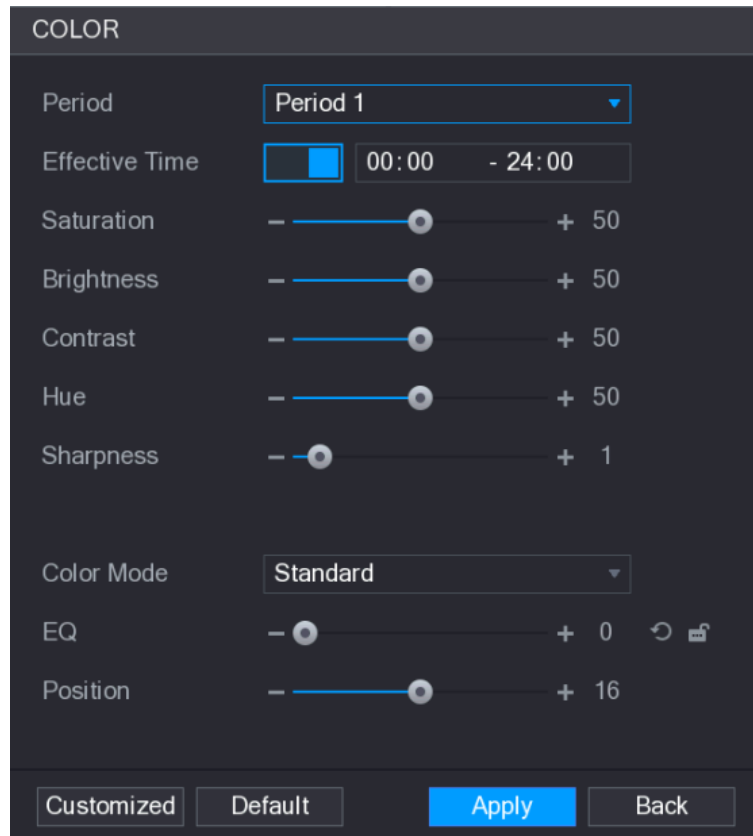 COLOR
Period Period 1
Effective Time 00:00 - 24:00
Saturation 50
Brightness 50
Contrast 50
Hue 50
Sharpness 1
Color Mode Standard
EQ 0
Position 16
Customized Default Apply Back